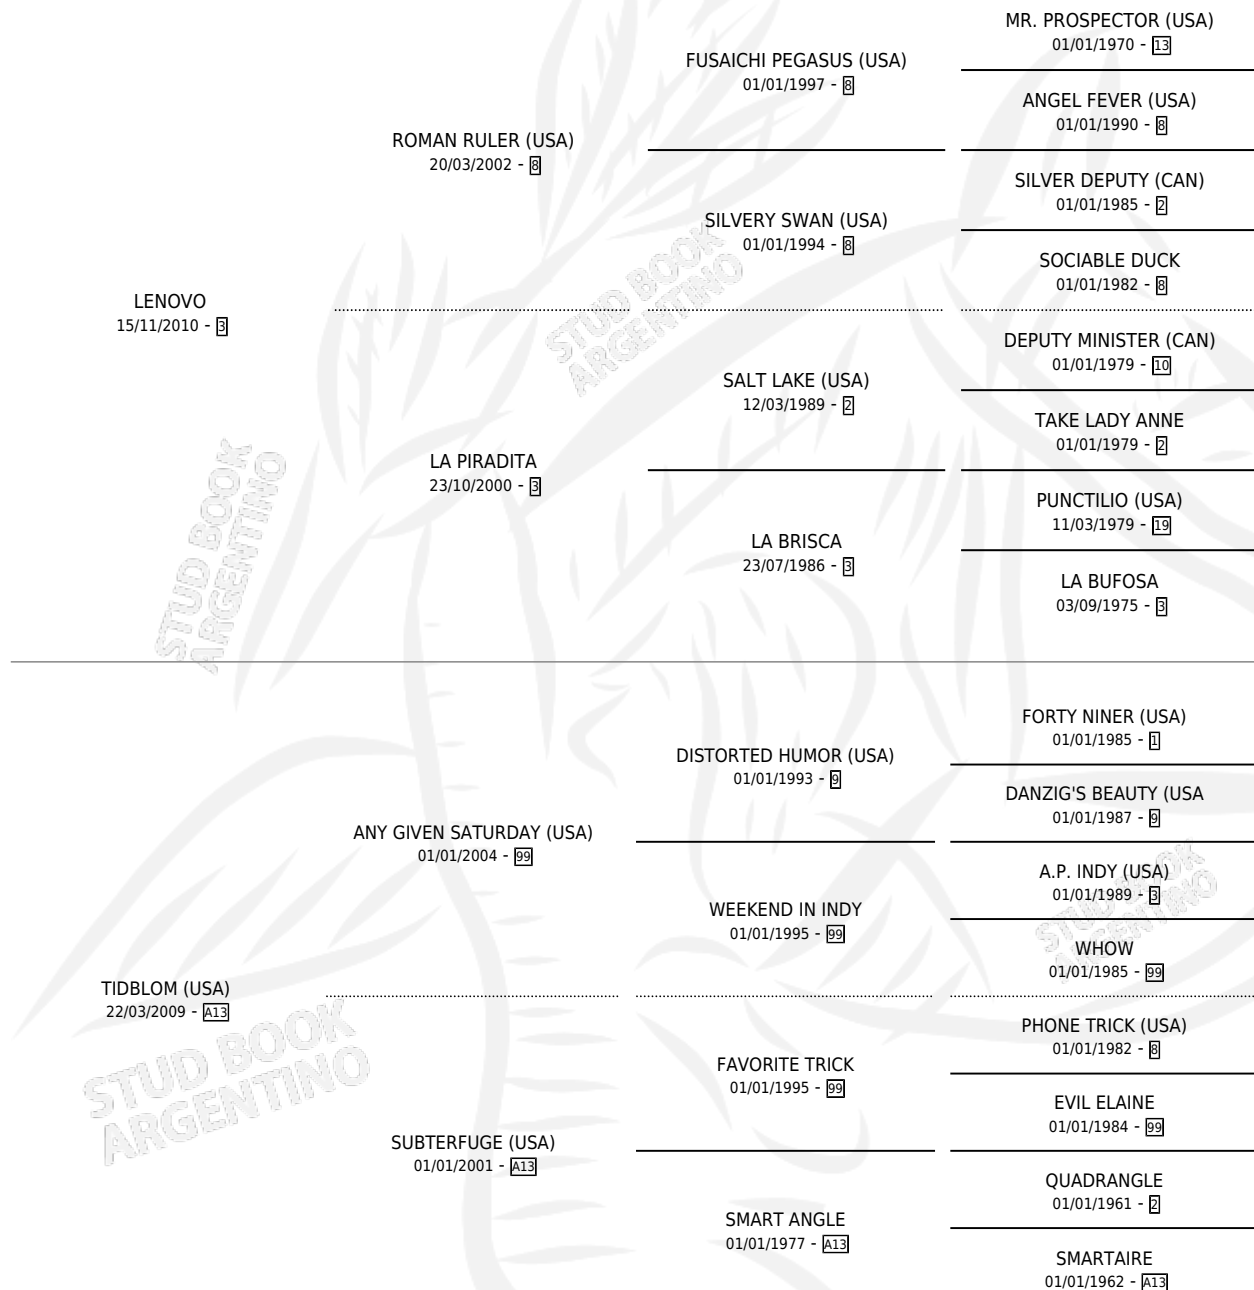 MR. PROSPECTOR (USA)
01/01/1970 - 13
FUSAICHI PEGASUS (USA)
01/01/1997 - 8
ANGEL FEVER (USA)
01/01/1990 - 8
ROMAN RULER (USA)
20/03/2002 - 8
SILVER DEPUTY (CAN)
01/01/1985 - 2
SILVERY SWAN (USA)
01/01/1994 - 8
SOCIABLE DUCK
01/01/1982 - 8
STUD BOOK
ARGENTINO
LENOVO
15/11/2010 - 3
DEPUTY MINISTER (CAN)
01/01/1979 - 10
SALT LAKE (USA)
12/03/1989 - 2
TAKE LADY ANNE
01/01/1979 - 2
LA PIRADITA
23/10/2000 - 3
PUNCTILIO (USA)
11/03/1979 - 19
LA BRISCA
23/07/1986 - 3
LA BUFOSA
03/09/1975 - 3
STUD BOOK
ARGENTINO
FORTY NINER (USA)
01/01/1985 - 1
DISTORTED HUMOR (USA)
01/01/1993 - 9
DANZIG'S BEAUTY (USA
01/01/1987 - 9
ANY GIVEN SATURDAY (USA)
01/01/2004 - 99
A.P. INDY (USA)
01/01/1989 - 3
WEEKEND IN INDY
01/01/1995 - 99
WHOW
01/01/1985 - 99
STUD BOOK
ARGENTINO
TIDBLOM (USA)
22/03/2009 - A13
PHONE TRICK (USA)
01/01/1982 - 8
FAVORITE TRICK
01/01/1995 - 99
EVIL ELAINE
01/01/1984 - 99
STUD BOOK
ARGENTINO
SUBTERFUGE (USA)
01/01/2001 - A13
QUADRANGLE
01/01/1961 - 2
SMART ANGLE
01/01/1977 - A13
SMARTAIRE
01/01/1962 - A13